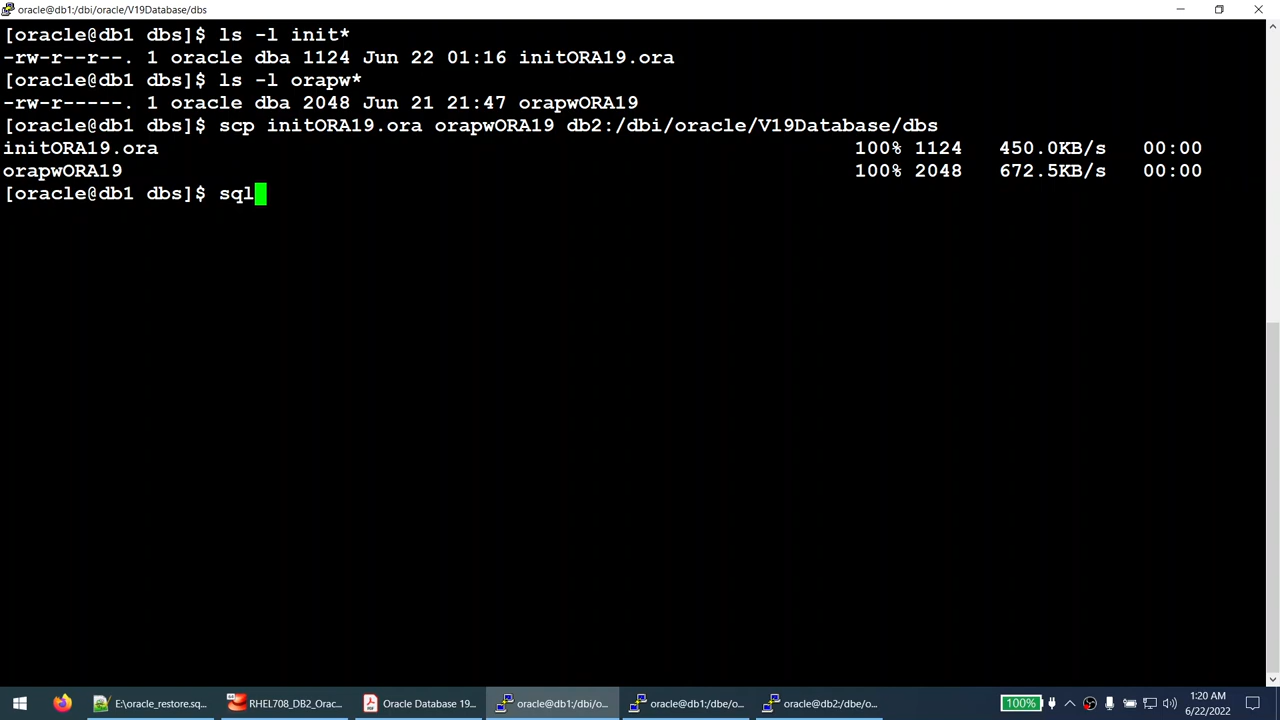 oracle@db1:/dbi/oracle/V19Database/dbs
[oracle@db1 dbs]$ ls -l init*
-rw-r--r--. 1 oracle dba 1124 Jun 22 01:16 initORA19.ora
[oracle@db1 dbs]$ ls -l orapw*
-rw-r-----. 1 oracle dba 2048 Jun 21 21:47 orapwORA19
[oracle@db1 dbs]$ scp initORA19.ora orapwORA19 db2:/dbi/oracle/V19Database/dbs
initORA19.ora 100% 1124 450.0KB/s 00:00
orapwORA19 100% 2048 672.5KB/s 00:00
[oracle@db1 dbs]$ sql
E:\oracle_restore.sq...
RHEL708_DB2_Orac...
Oracle Database 19...
oracle@db1:/dbi/o...
oracle@db1:/dbe/o...
oracle@db2:/dbe/o...
100%
1:20 AM
6/22/2022